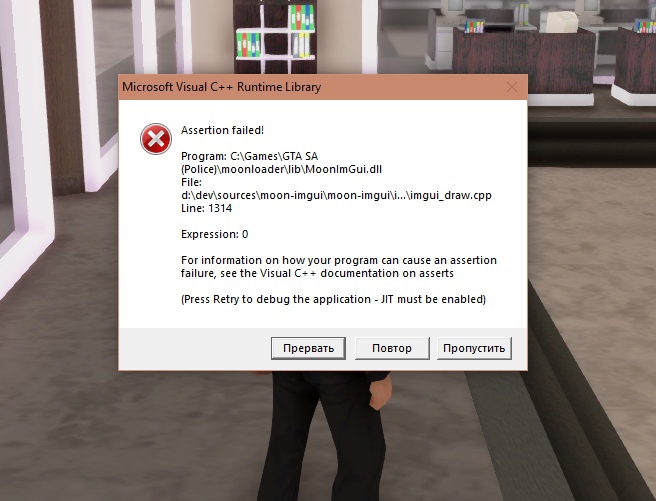 Microsoft Visual C++ Runtime Library
Assertion failed!
Program: C:\Games\GTA SA
(Police)\moonloader\lib\MoonImGui.dll
File:
d:\dev\sources\moon-imgui\moon-imgui\i...\imgui_draw.cpp
Line: 1314
Expression: 0
For information on how your program can cause an assertion
failure, see the Visual C++ documentation on asserts
(Press Retry to debug the application - JIT must be enabled)
Прервать Повтор Пропустить